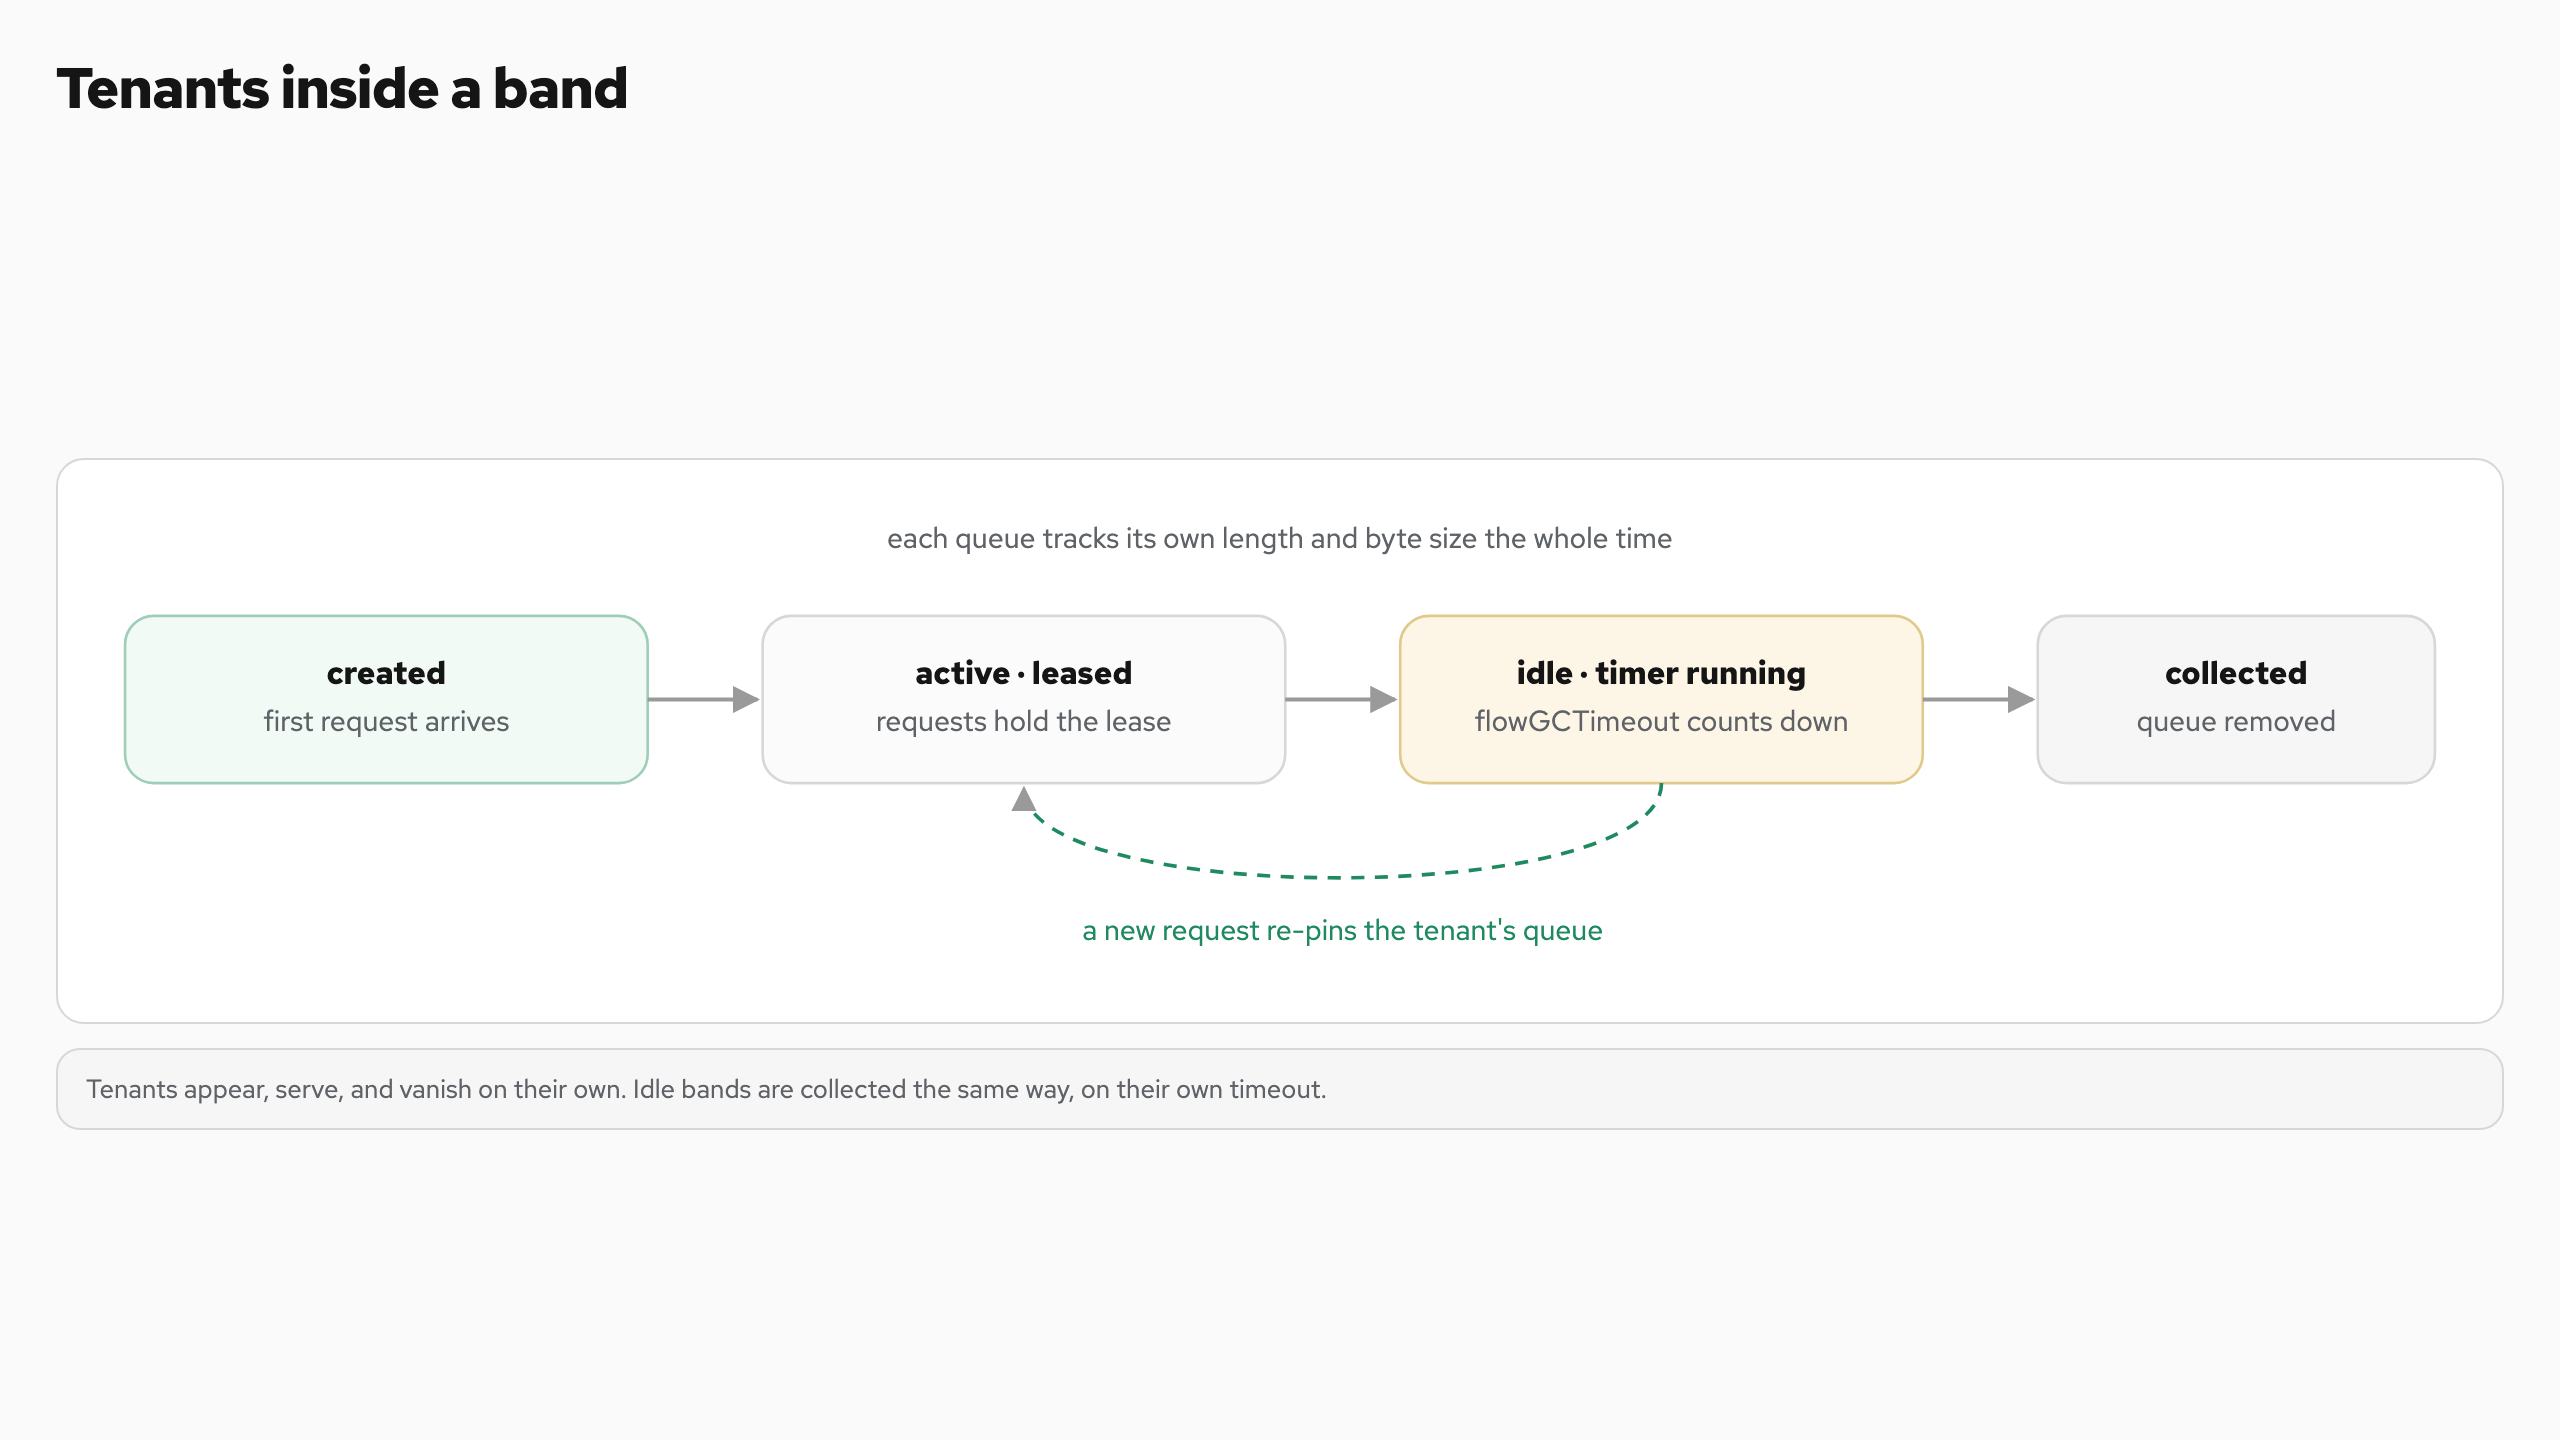 Tenants inside a band
each queue tracks its own length and byte size the whole time
created
first request arrives
active · leased
requests hold the lease
idle · timer running
flowGCTimeout counts down
collected
queue removed
a new request re-pins the tenant's queue
Tenants appear, serve, and vanish on their own. Idle bands are collected the same way, on their own timeout.